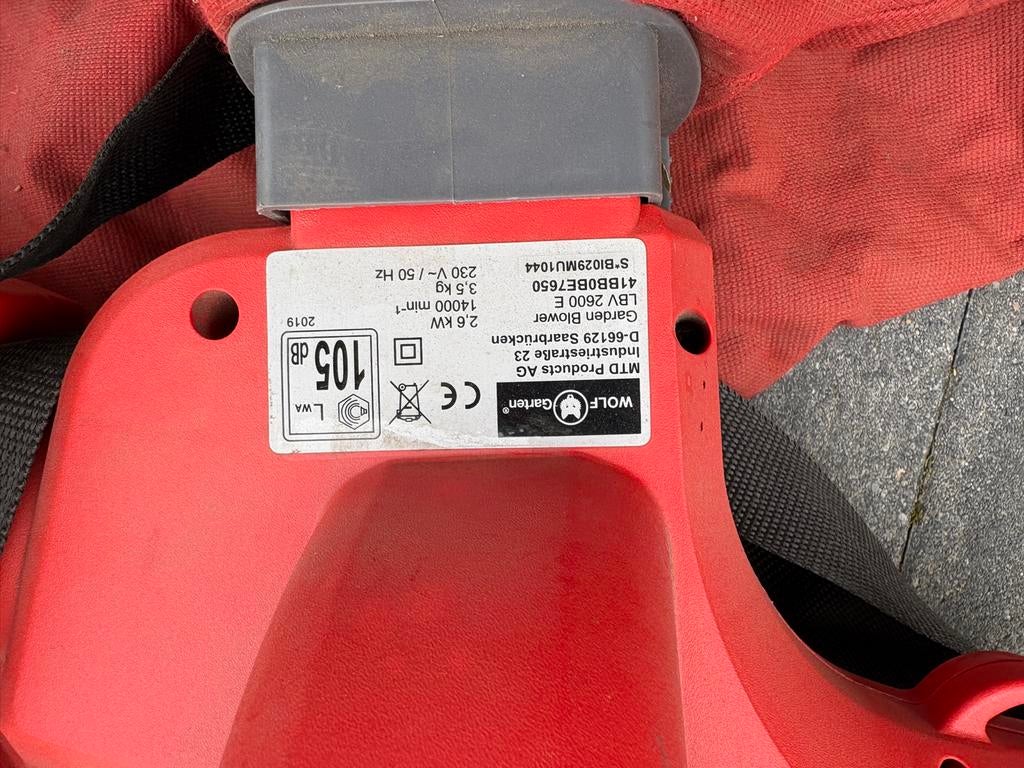 WOLF Garten®
MTD Products AG
Industriestraße 23
D-66129 Saarbrücken
Garden Blower
LBV 2600 E
41BB0BE7650
S*BI029MU1044
CE
2,6 kW
14000 min⁻¹
3,5 kg
230 V~ / 50 Hz
LWA
105 dB
2019